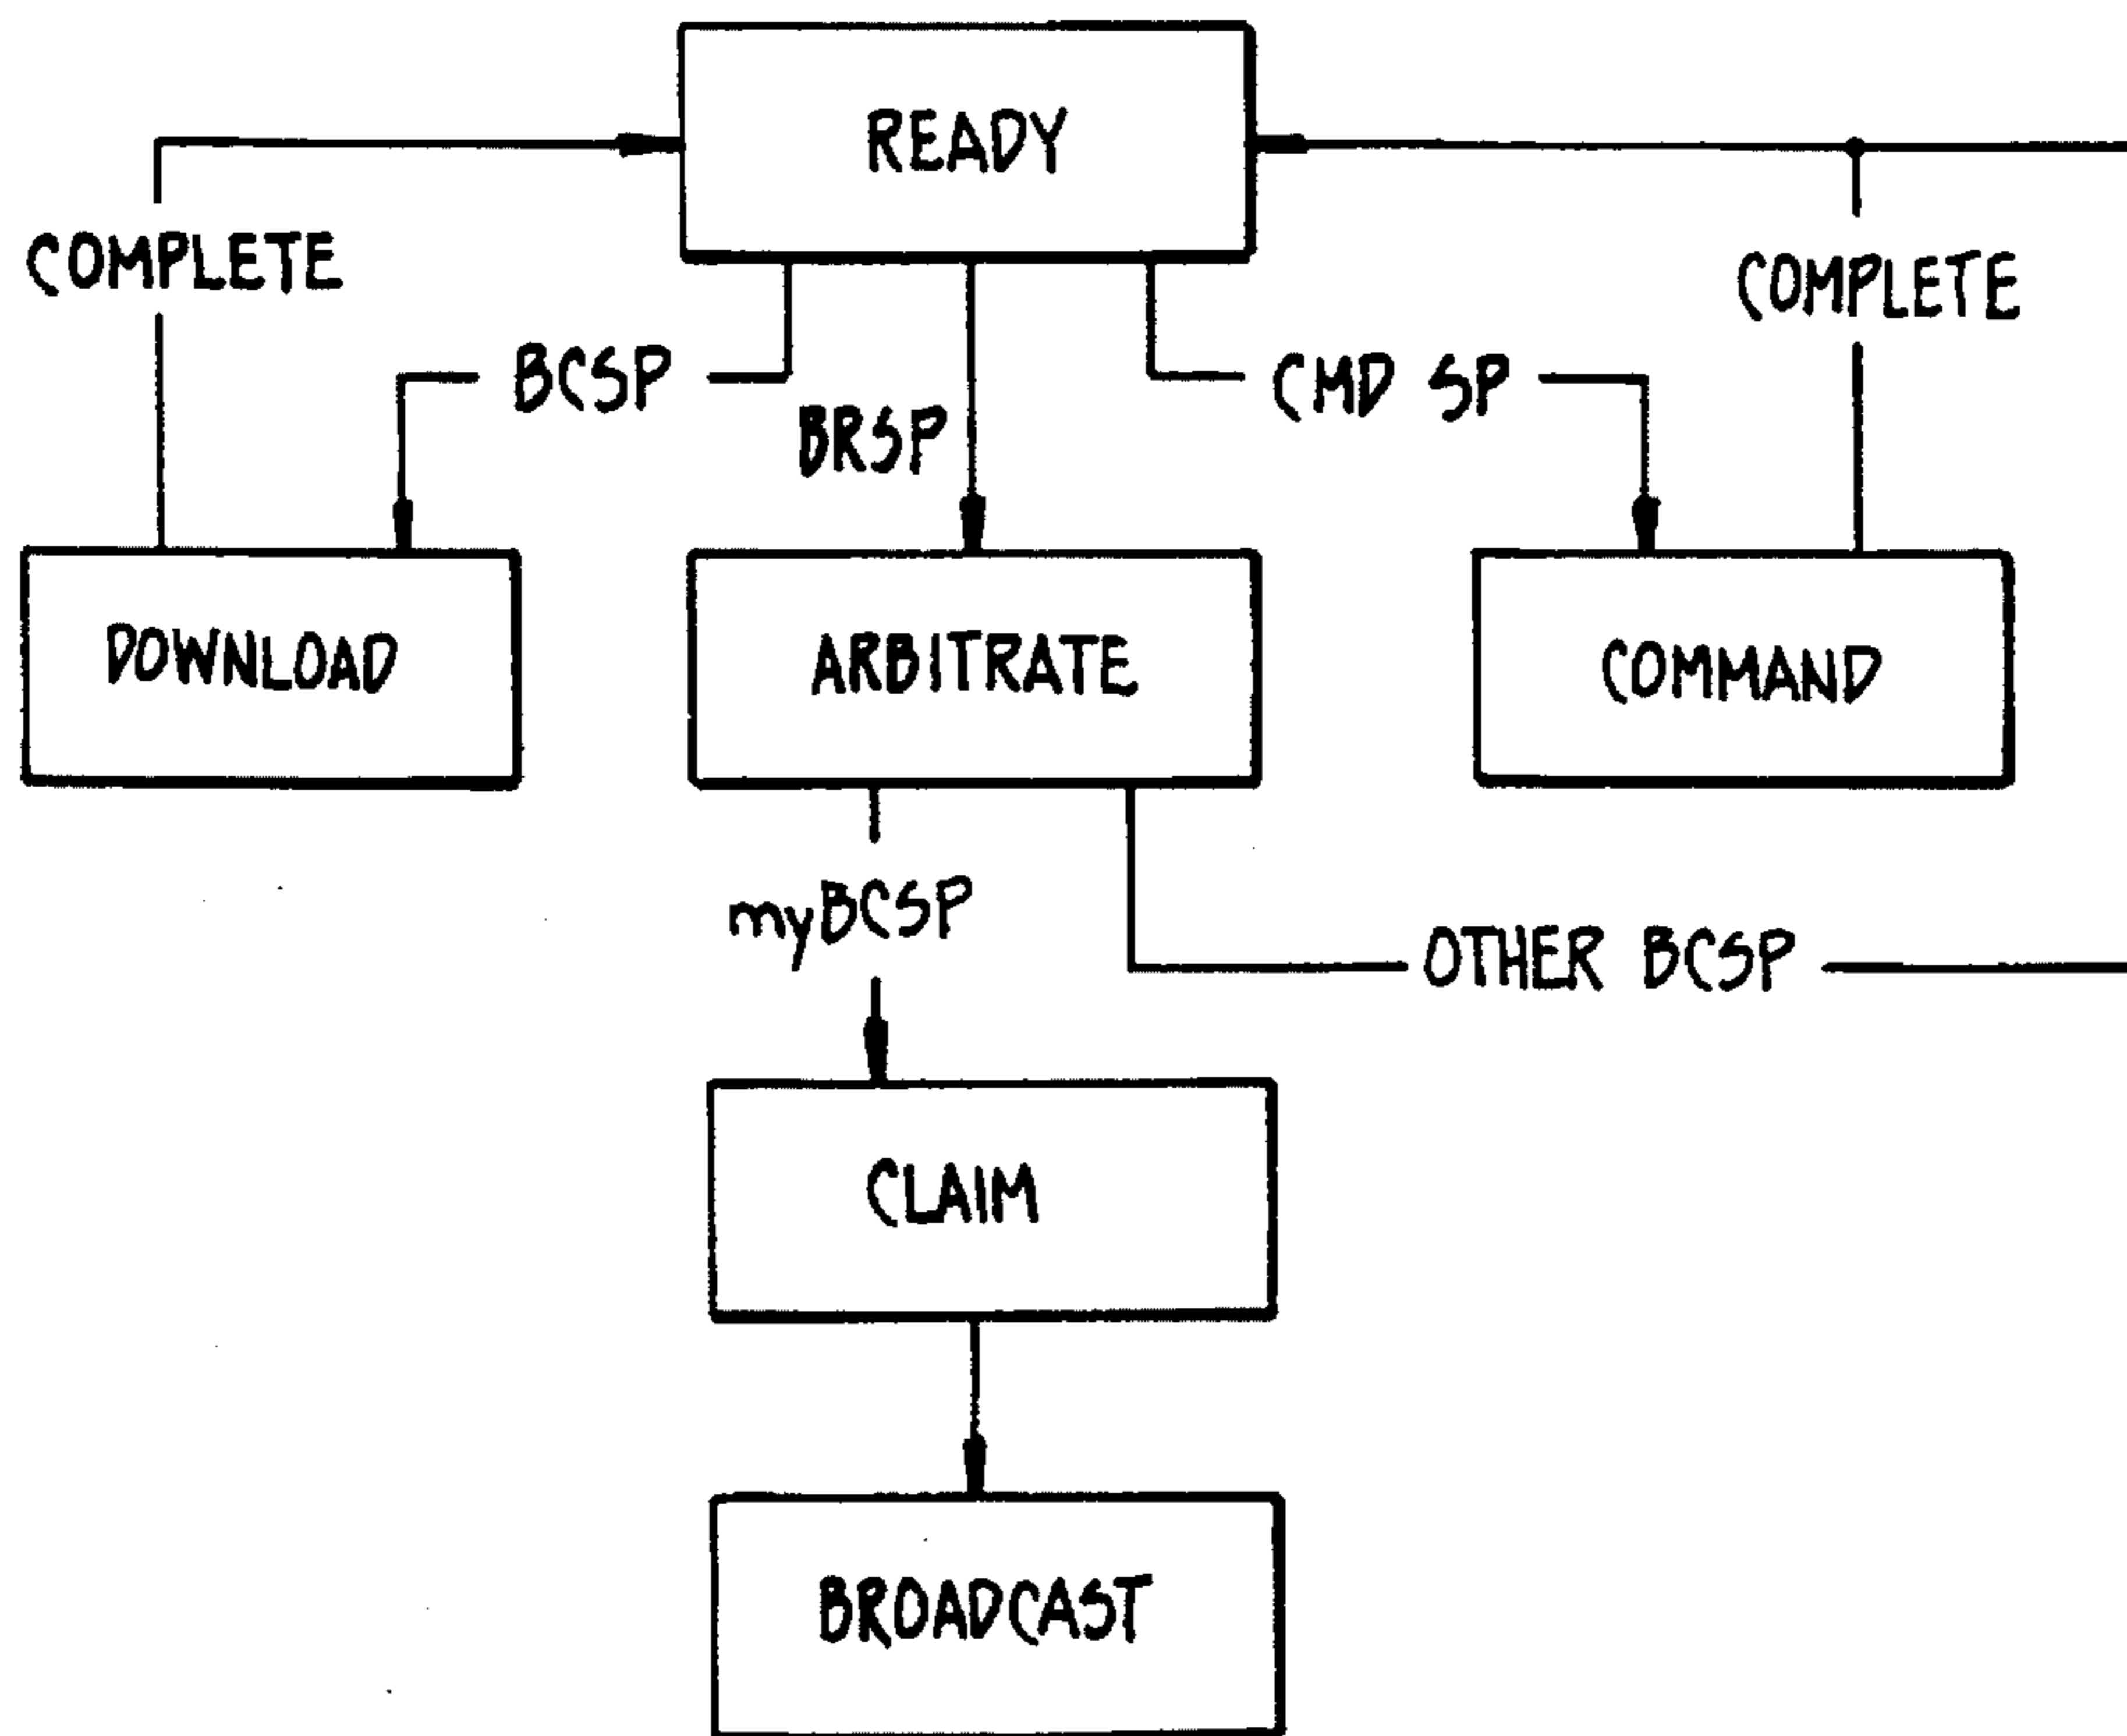 READY
COMPLETE
COMPLETE
BCSP
CMD SP
BRSP
DOWNLOAD
ARBITRATE
COMMAND
myBCSP
OTHER BCSP
CLAIM
BROADCAST